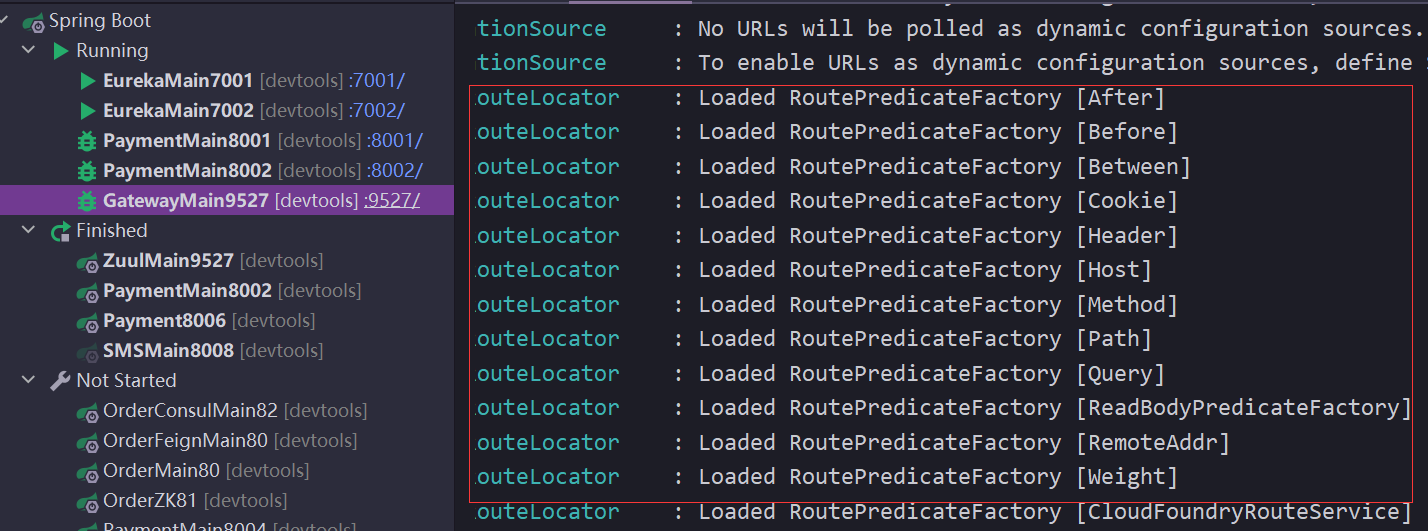 Spring Boot
Running
EurekaMain7001 [devtools] :7001/
EurekaMain7002 [devtools] :7002/
PaymentMain8001 [devtools] :8001/
PaymentMain8002 [devtools] :8002/
GatewayMain9527 [devtools] :9527/
Finished
ZuulMain9527 [devtools]
PaymentMain8002 [devtools]
Payment8006 [devtools]
SMSMain8008 [devtools]
Not Started
OrderConsulMain82 [devtools]
OrderFeignMain80 [devtools]
OrderMain80 [devtools]
OrderZK81 [devtools]
PaymentMain8004 [devtools]
tionSource : No URLs will be polled as dynamic configuration sources.
tionSource : To enable URLs as dynamic configuration sources, define
outeLocator : Loaded RoutePredicateFactory [After]
outeLocator : Loaded RoutePredicateFactory [Before]
outeLocator : Loaded RoutePredicateFactory [Between]
outeLocator : Loaded RoutePredicateFactory [Cookie]
outeLocator : Loaded RoutePredicateFactory [Header]
outeLocator : Loaded RoutePredicateFactory [Host]
outeLocator : Loaded RoutePredicateFactory [Method]
outeLocator : Loaded RoutePredicateFactory [Path]
outeLocator : Loaded RoutePredicateFactory [Query]
outeLocator : Loaded RoutePredicateFactory [ReadBodyPredicateFactory]
outeLocator : Loaded RoutePredicateFactory [RemoteAddr]
outeLocator : Loaded RoutePredicateFactory [Weight]
outeLocator : Loaded RoutePredicateFactory [CloudFoundryRouteService]